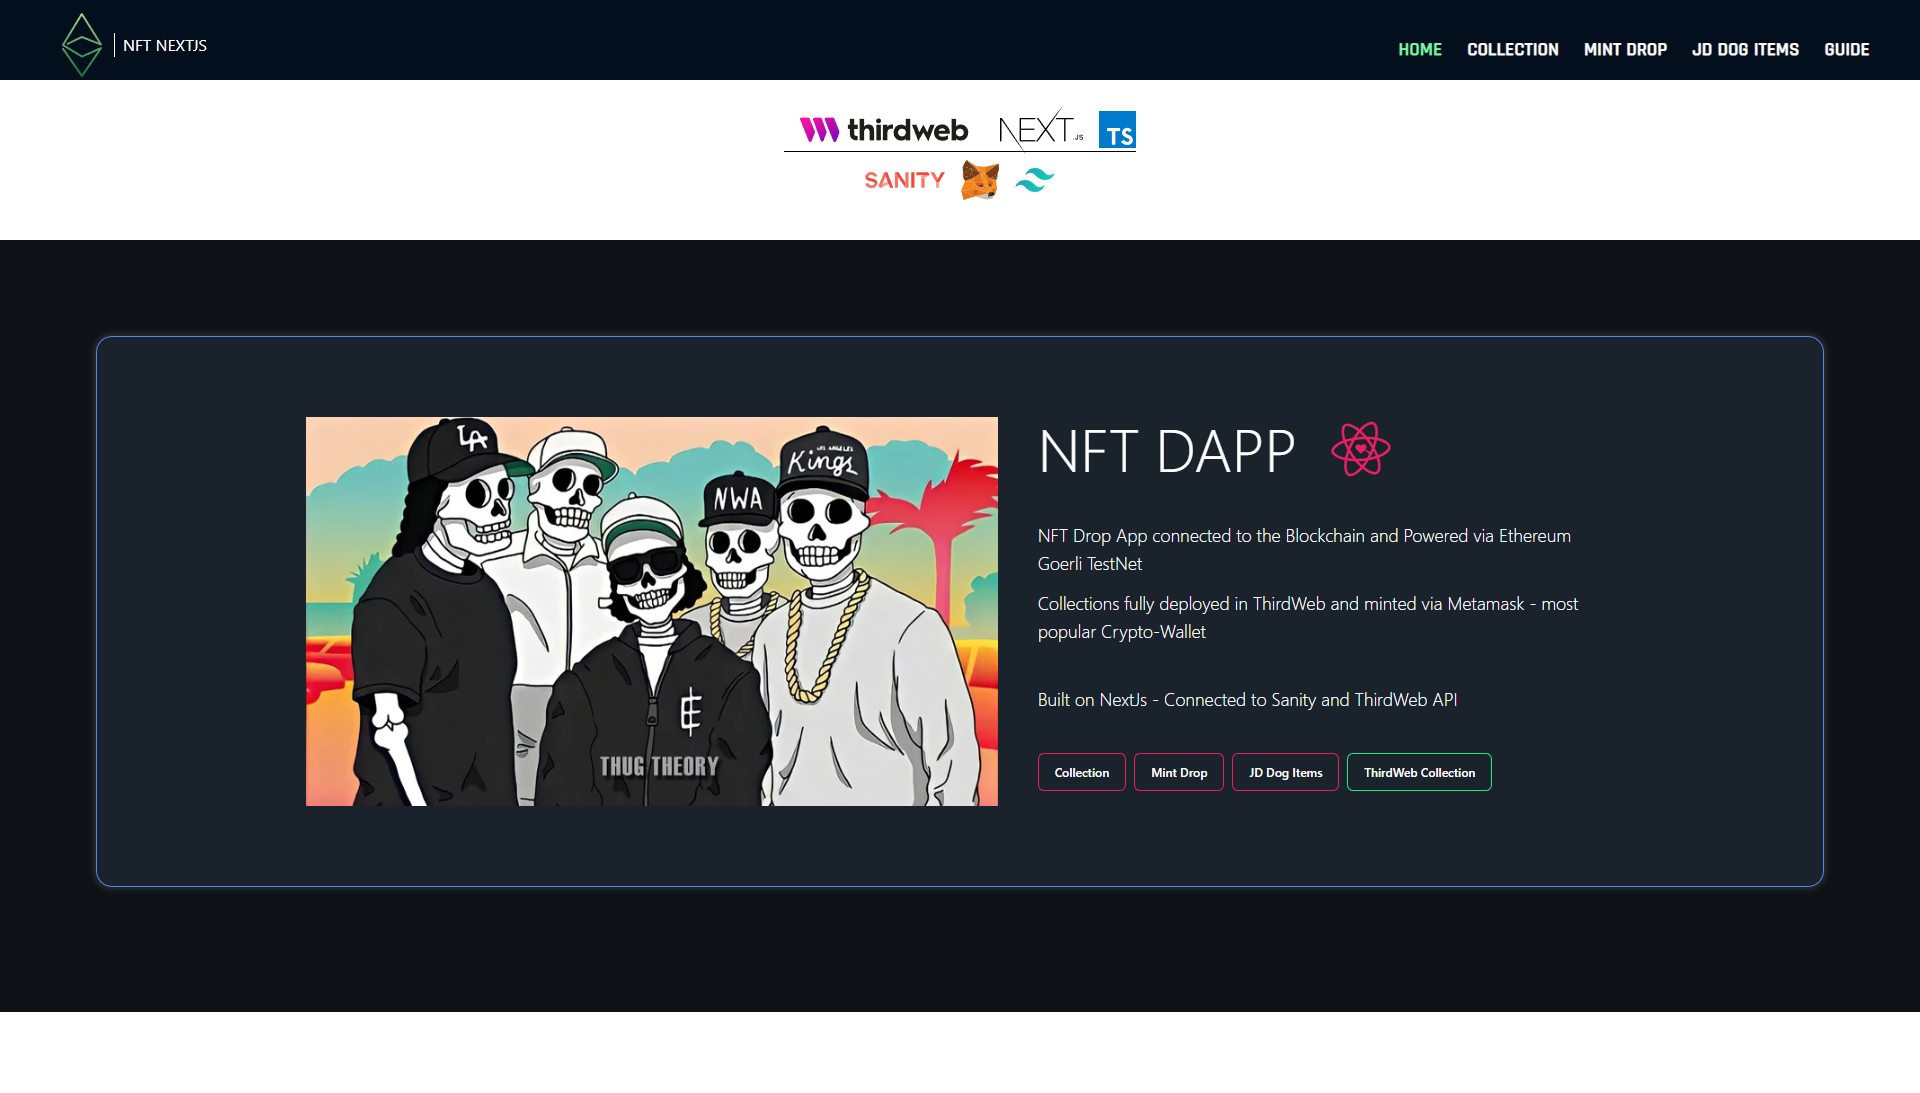 NFT NEXTJS
HOME COLLECTION MINT DROP JD DOG ITEMS GUIDE
thirdweb NEXT.JS TS
SANITY
LA
LOS ANGELES
Kings
NWA
THUG THEORY
NFT DAPP
NFT Drop App connected to the Blockchain and Powered via Ethereum
Goerli TestNet
Collections fully deployed in ThirdWeb and minted via Metamask - most
popular Crypto-Wallet
Built on NextJs - Connected to Sanity and ThirdWeb API
Collection Mint Drop JD Dog Items ThirdWeb Collection